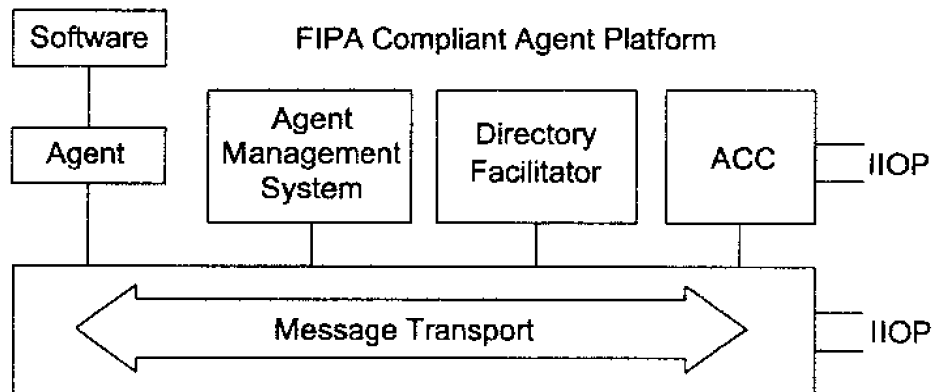 Software
FIPA Compliant Agent Platform
Agent
Agent
Management
System
Directory
Facilitator
ACC
IIOP
Message Transport
IIOP